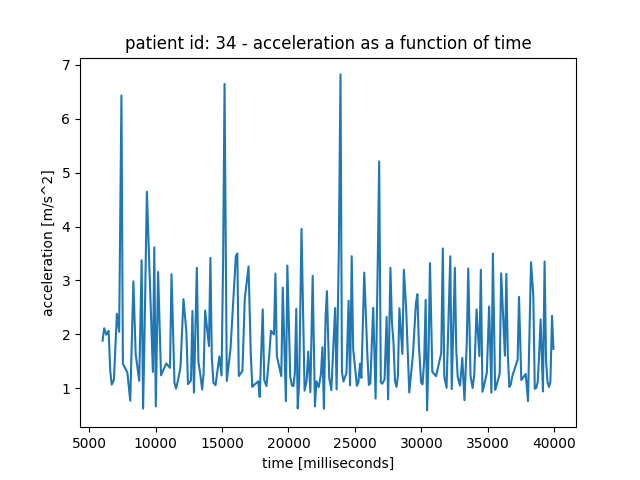 patient id: 34 - acceleration as a function of time
7
6
5
4
3
2
1
acceleration [m/s^2]
5000 10000 15000 20000 25000 30000 35000 40000
time [milliseconds]